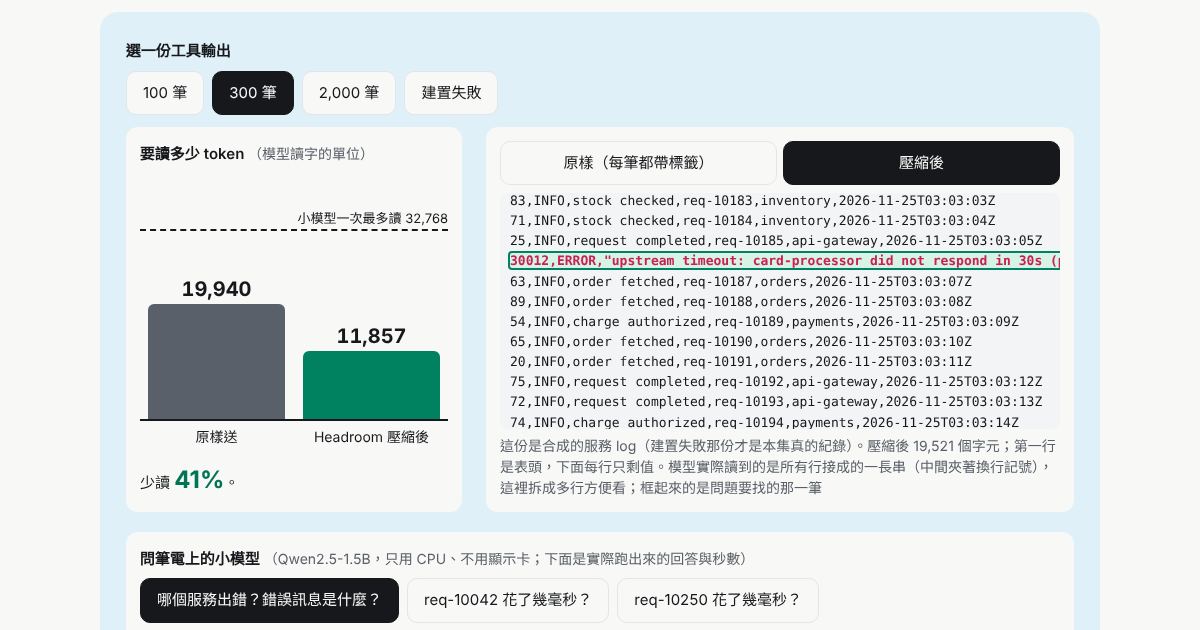 選一份工具輸出
100 筆
300 筆
2,000 筆
建置失敗
要讀多少 token（模型讀字的單位）
小模型一次最多讀 32,768
19,940
11,857
原樣送
Headroom 壓縮後
少讀 41%。
原樣（每筆都帶標籤）
壓縮後
83,INFO,stock checked,req-10183,inventory,2026-11-25T03:03:03Z
71,INFO,stock checked,req-10184,inventory,2026-11-25T03:03:04Z
25,INFO,request completed,req-10185,api-gateway,2026-11-25T03:03:05Z
30012,ERROR,"upstream timeout: card-processor did not respond in 30s (
63,INFO,order fetched,req-10187,orders,2026-11-25T03:03:07Z
89,INFO,order fetched,req-10188,orders,2026-11-25T03:03:08Z
54,INFO,charge authorized,req-10189,payments,2026-11-25T03:03:09Z
65,INFO,order fetched,req-10190,orders,2026-11-25T03:03:10Z
20,INFO,order fetched,req-10191,orders,2026-11-25T03:03:11Z
75,INFO,request completed,req-10192,api-gateway,2026-11-25T03:03:12Z
72,INFO,request completed,req-10193,api-gateway,2026-11-25T03:03:13Z
74,INFO,charge authorized,req-10194,payments,2026-11-25T03:03:14Z
這份是合成的服務 log（建置失敗那份才是本集真的紀錄）。壓縮後 19,521 個字元；第一行
是表頭，下面每行只剩值。模型實際讀到的是所有行接成的一長串（中間夾著換行記號），
這裡拆成多行方便看；框起來的是問題要找的那一筆
問筆電上的小模型（Qwen2.5-1.5B，只用 CPU、不用顯示卡；下面是實際跑出來的回答與秒數）
哪個服務出錯？錯誤訊息是什麼？
req-10042 花了幾毫秒？
req-10250 花了幾毫秒？